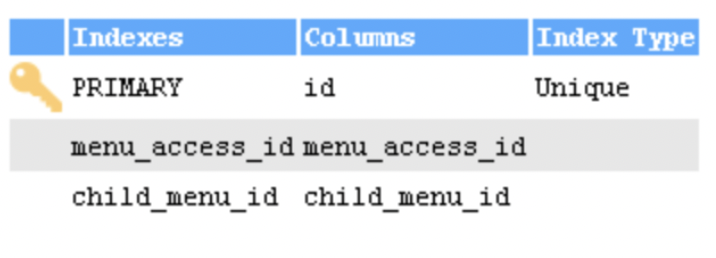 Indexes Columns Index Type
PRIMARY id Unique
menu_access_id menu_access_id
child_menu_id child_menu_id